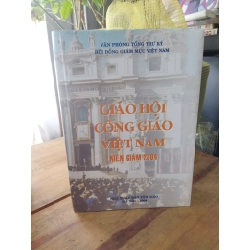 VĂN PHÒNG TỔNG THƯ KÝ
HỘI ĐỒNG GIÁM MỤC VIỆT NAM
GIÁO HỘI
CÔNG GIÁO
VIỆT NAM
NIÊN GIÁM 2004